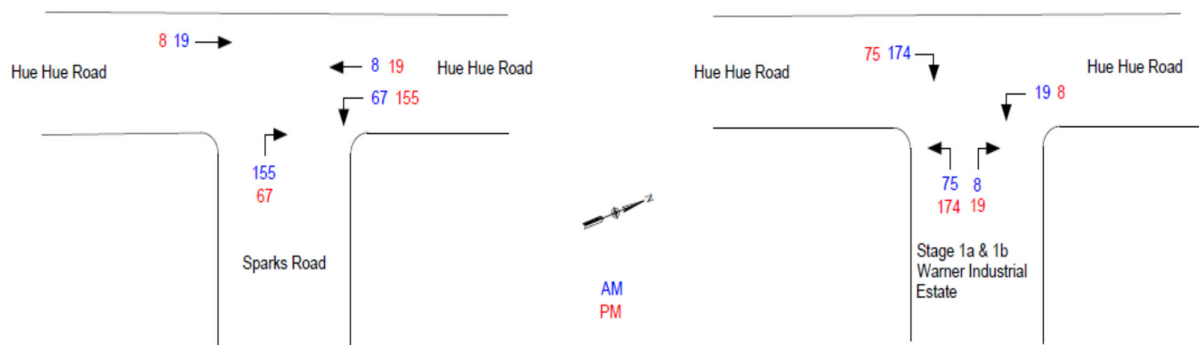 8 19
Hue Hue Road
8 19
Hue Hue Road
67 155
155
67
Sparks Road
N
AM
PM
75 174
Hue Hue Road
Hue Hue Road
19 8
75 8
174 19
Stage 1a & 1b
Warner Industrial
Estate